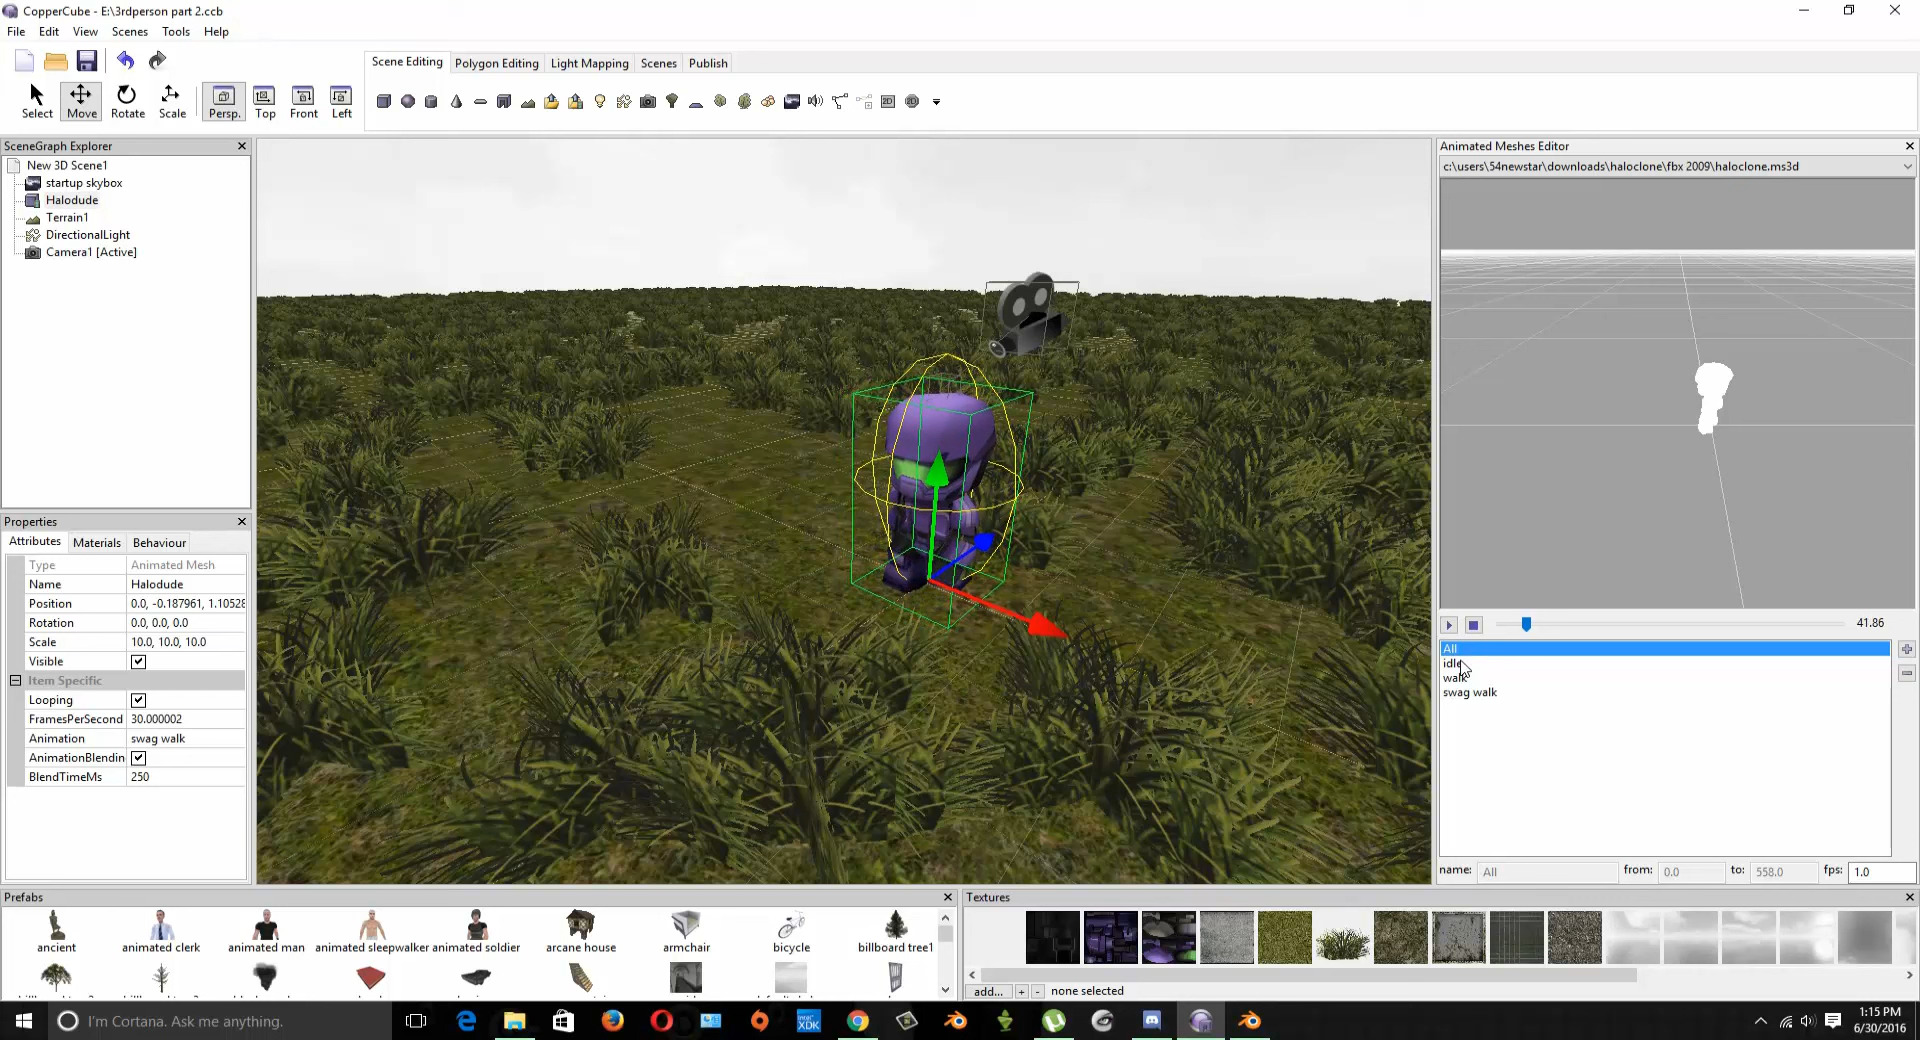 CopperCube - E:\3rdperson part 2.ccb
File Edit View Scenes Tools Help
Scene Editing Polygon Editing Light Mapping Scenes Publish
Select Move Rotate Scale Persp. Top Front Left
SceneGraph Explorer
New 3D Scene1
startup skybox
Halodude
Terrain1
DirectionalLight
Camera1 [Active]
Properties
Attributes Materials Behaviour
Type Animated Mesh
Name Halodude
Position 0.0, -0.187961, 1.10528
Rotation 0.0, 0.0, 0.0
Scale 10.0, 10.0, 10.0
Visible
Item Specific
Looping
FramesPerSecond 30.000002
Animation swag walk
AnimationBlendin
BlendTimeMs 250
Animated Meshes Editor
c:\users\54newstar\downloads\haloclone\fbx 2009\haloclone.ms3d
41.86
All
idle
walk
swag walk
name: All from: 0.0 to: 558.0 fps: 1.0
Prefabs
ancient animated clerk animated man animated sleepwalker animated soldier arcane house armchair bicycle billboard tree1
Textures
add... + - none selected
I'm Cortana. Ask me anything.
intel XDK
1:15 PM
6/30/2016